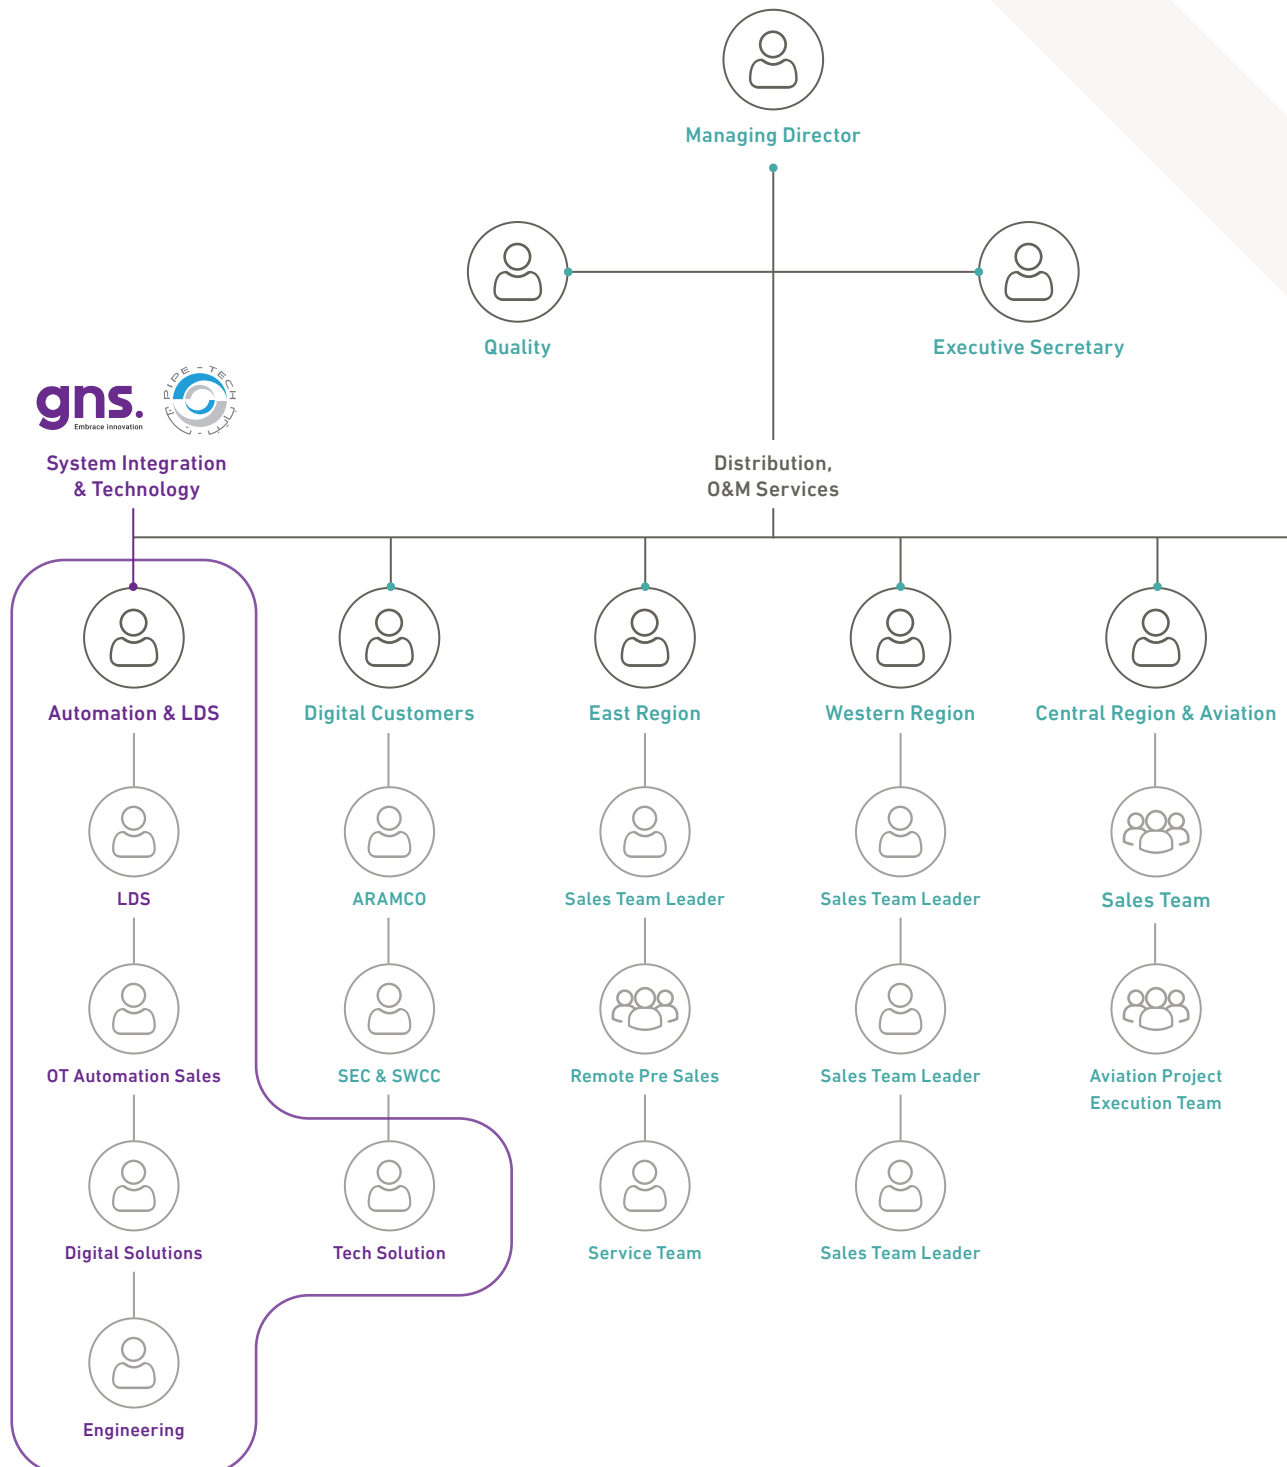 Managing Director
Quality
Executive Secretary
gns.
Embrace innovation
PIPE-TECH
System Integration
& Technology
Distribution,
O&M Services
Automation & LDS
Digital Customers
East Region
Western Region
Central Region & Aviation
LDS
ARAMCO
Sales Team Leader
Sales Team Leader
Sales Team
OT Automation Sales
SEC & SWCC
Remote Pre Sales
Sales Team Leader
Aviation Project
Execution Team
Digital Solutions
Tech Solution
Service Team
Sales Team Leader
Engineering